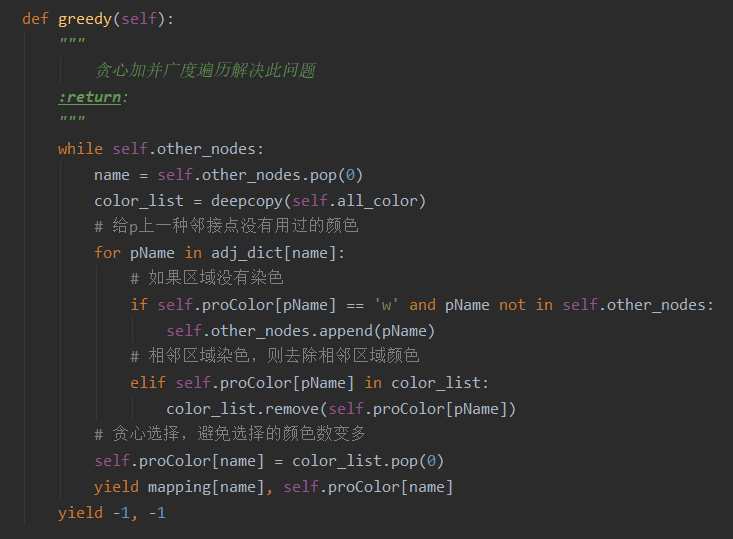 def greedy(self):
    """
        贪心加并广度遍历解决此问题
    :return:
    """
    while self.other_nodes:
        name = self.other_nodes.pop(0)
        color_list = deepcopy(self.all_color)
        # 给p上一种邻接点没有用过的颜色
        for pName in adj_dict[name]:
            # 如果区域没有染色
            if self.proColor[pName] == 'w' and pName not in self.other_nodes:
                self.other_nodes.append(pName)
            # 相邻区域染色，则去除相邻区域颜色
            elif self.proColor[pName] in color_list:
                color_list.remove(self.proColor[pName])
        # 贪心选择，避免选择的颜色数变多
        self.proColor[name] = color_list.pop(0)
        yield mapping[name], self.proColor[name]
    yield -1, -1